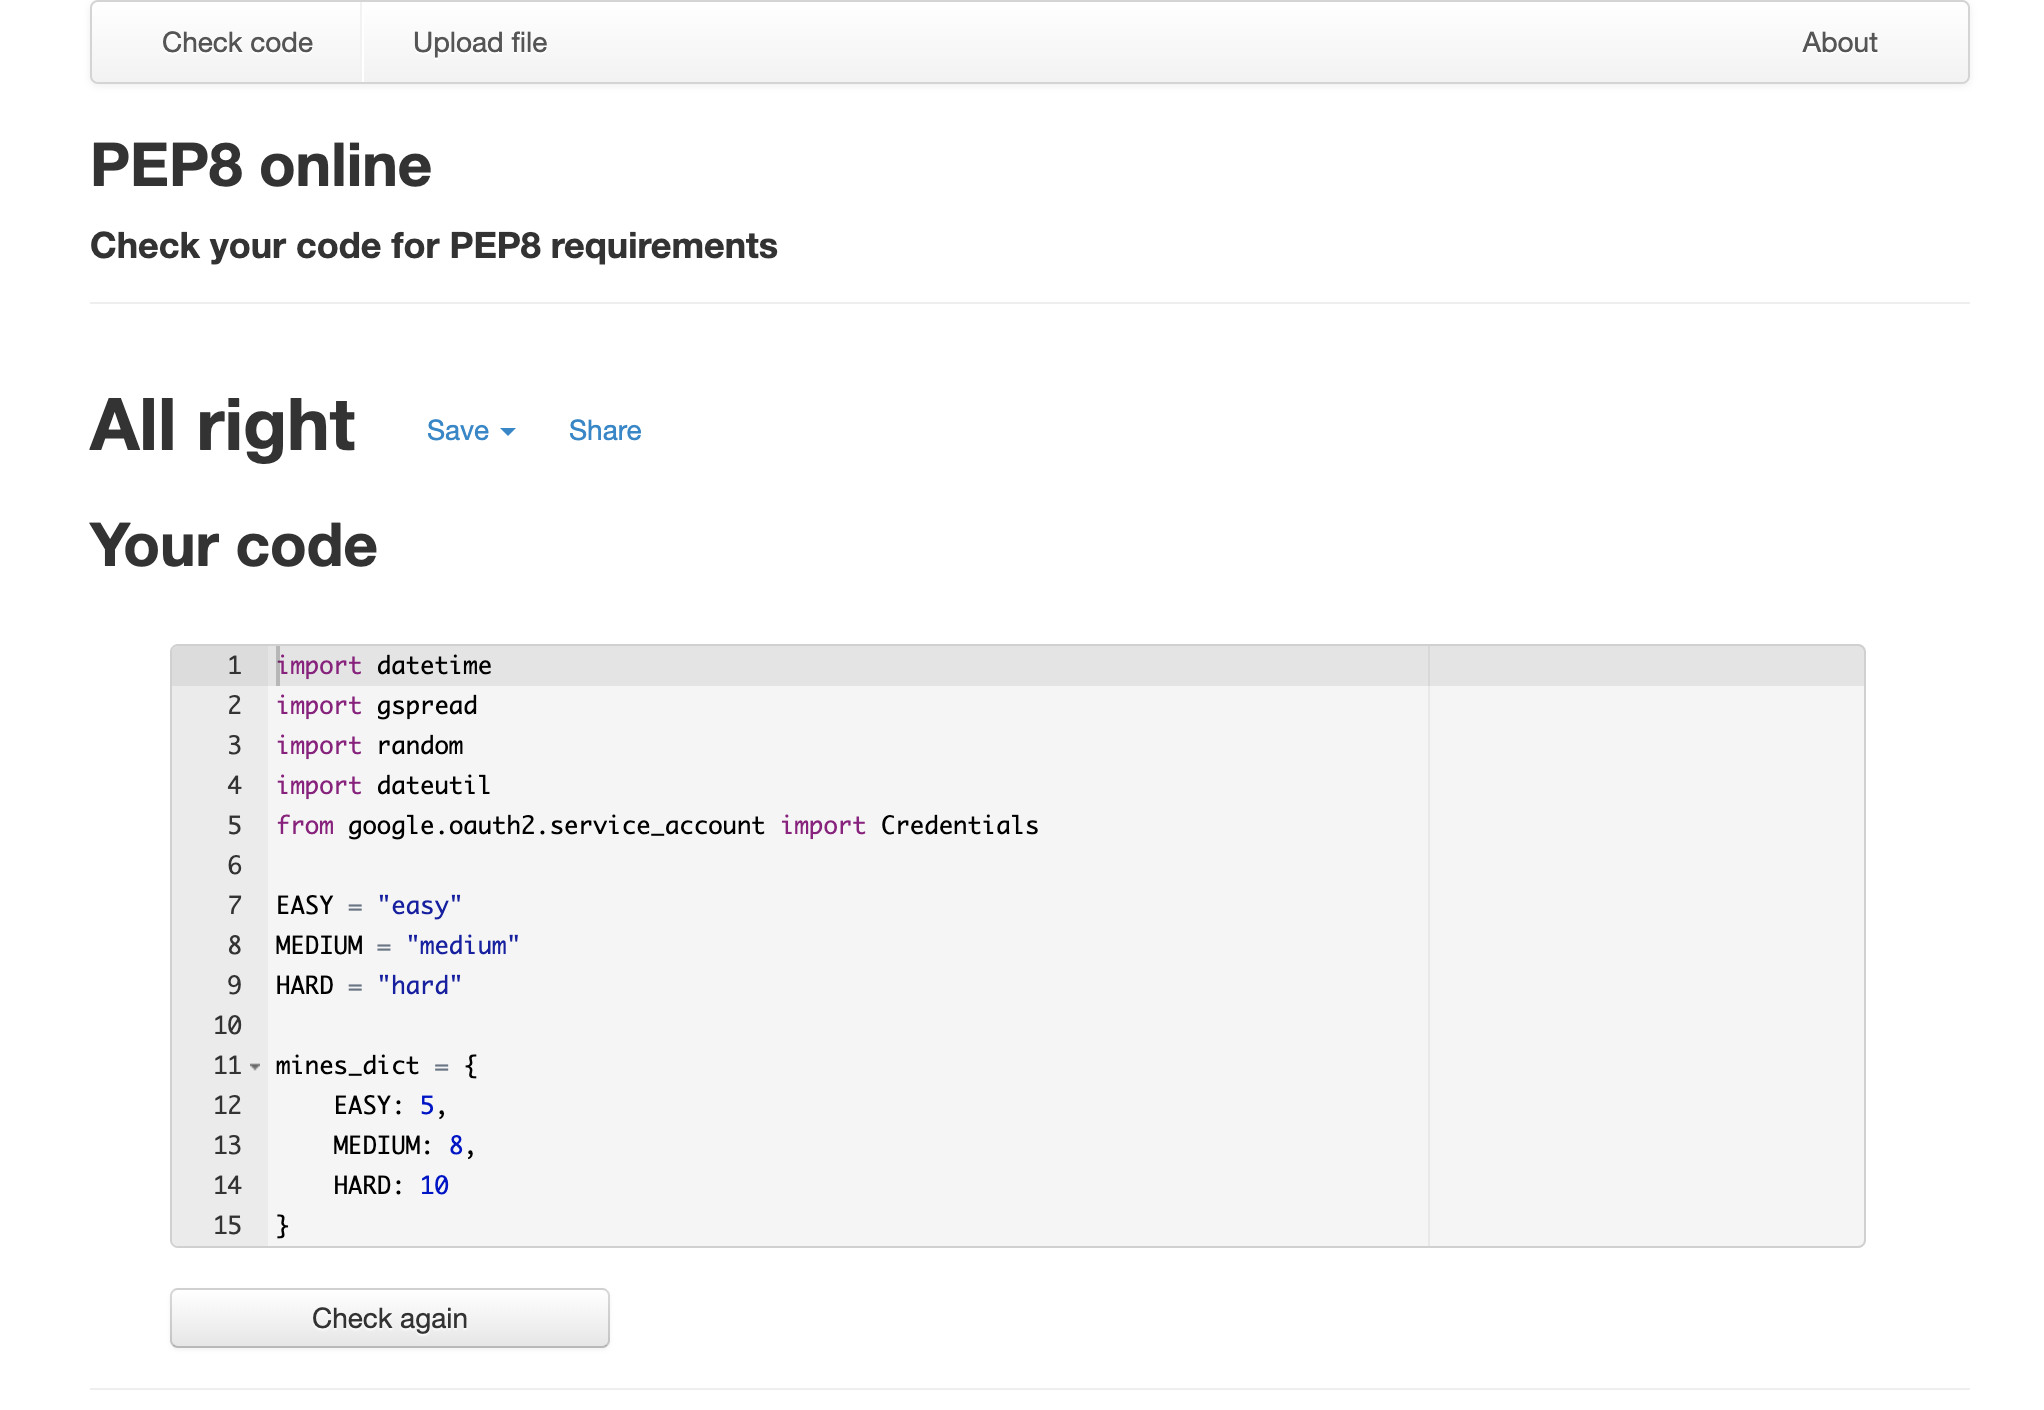 Check code Upload file About
PEP8 online
Check your code for PEP8 requirements
All right Save Share
Your code
1 import datetime
2 import gspread
3 import random
4 import dateutil
5 from google.oauth2.service_account import Credentials
6
7 EASY = "easy"
8 MEDIUM = "medium"
9 HARD = "hard"
10
11 mines_dict = {
12     EASY: 5,
13     MEDIUM: 8,
14     HARD: 10
15 }
Check again